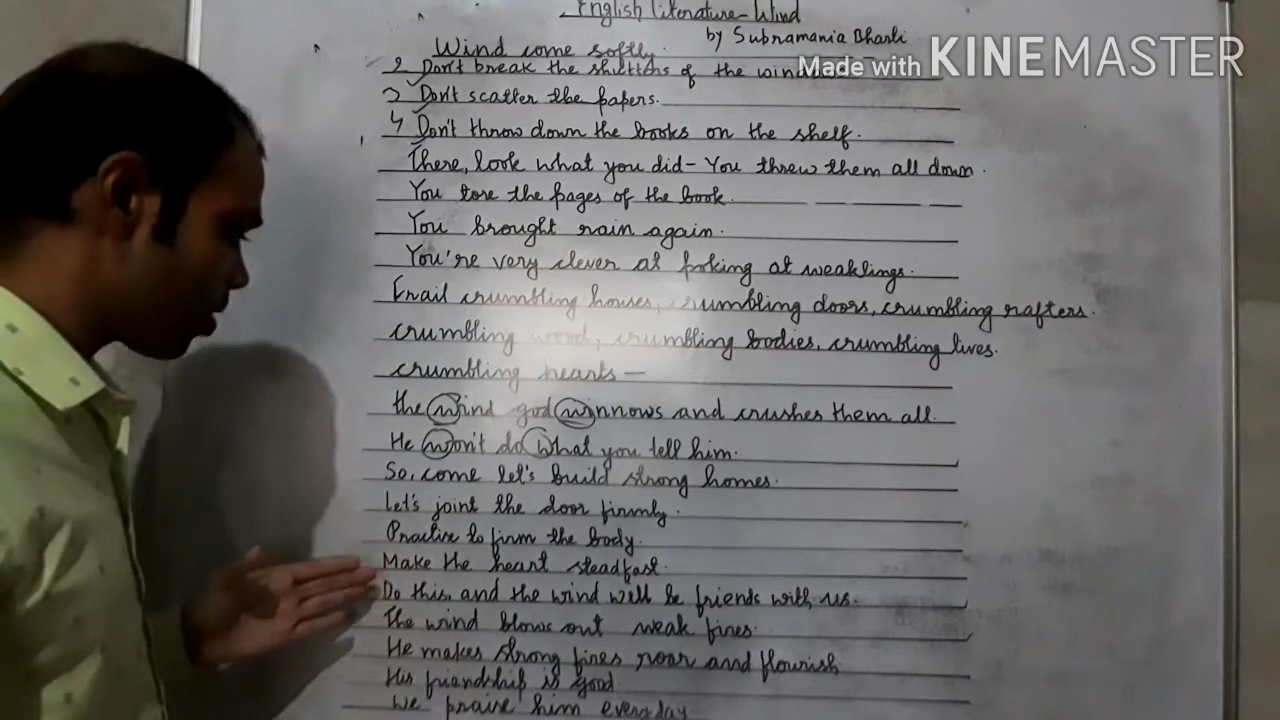 English Literature-Wind
by Subramania Bharli
Wind come softly.
2 Don't break the shutters of the
Made with KINEMASTER
3 Don't scatter the papers.
4 Don't throw down the books on the shelf.
There, look what you did- You threw them all down.
You tore the pages of the book.
You brought rain again.
You're very clever at poking at weaklings.
Frail crumbling houses, crumbling doors, crumbling rafters.
crumbling wood, crumbling bodies, crumbling lives.
crumbling hearts —
the wind god winnows and crushes them all.
He won't do what you tell him.
So, come let's build strong homes.
Let's joint the door firmly.
Practise to firm the body.
Make the heart steadfast.
Do this, and the wind will be friends with us.
The wind blows out weak fires.
He makes strong fires roar and flourish
His friendship is good
We praise him everyday